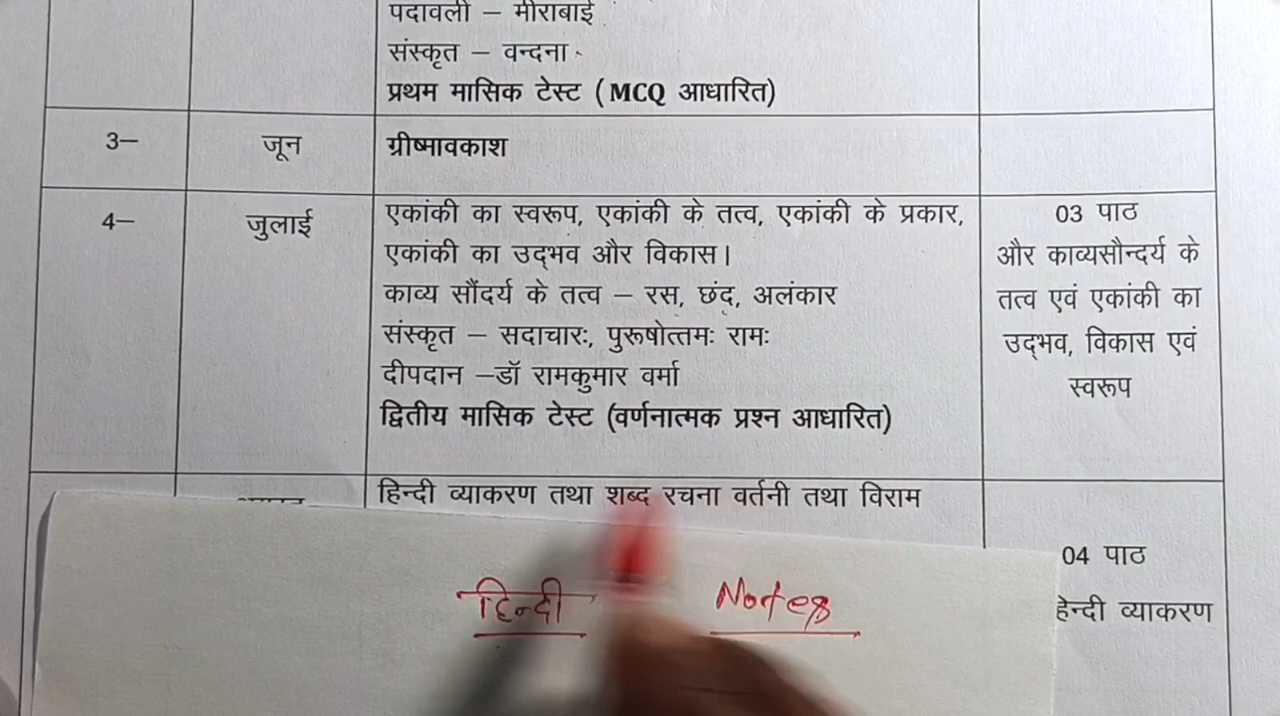 पदावली – मीराबाई
संस्कृत – वन्दना
प्रथम मासिक टेस्ट ( MCQ आधारित)
3– जून ग्रीष्मावकाश
4– जुलाई
एकांकी का स्वरूप, एकांकी के तत्व, एकांकी के प्रकार,
एकांकी का उद्भव और विकास।
काव्य सौंदर्य के तत्व – रस, छंद, अलंकार
संस्कृत – सदाचारः, पुरूषोत्तमः रामः
दीपदान –डॉ रामकुमार वर्मा
द्वितीय मासिक टेस्ट (वर्णनात्मक प्रश्न आधारित)
03 पाठ
और काव्यसौन्दर्य के
तत्व एवं एकांकी का
उद्भव, विकास एवं
स्वरूप
हिन्दी व्याकरण तथा शब्द रचना वर्तनी तथा विराम
04 पाठ
हिन्दी व्याकरण
हिन्दी Notes